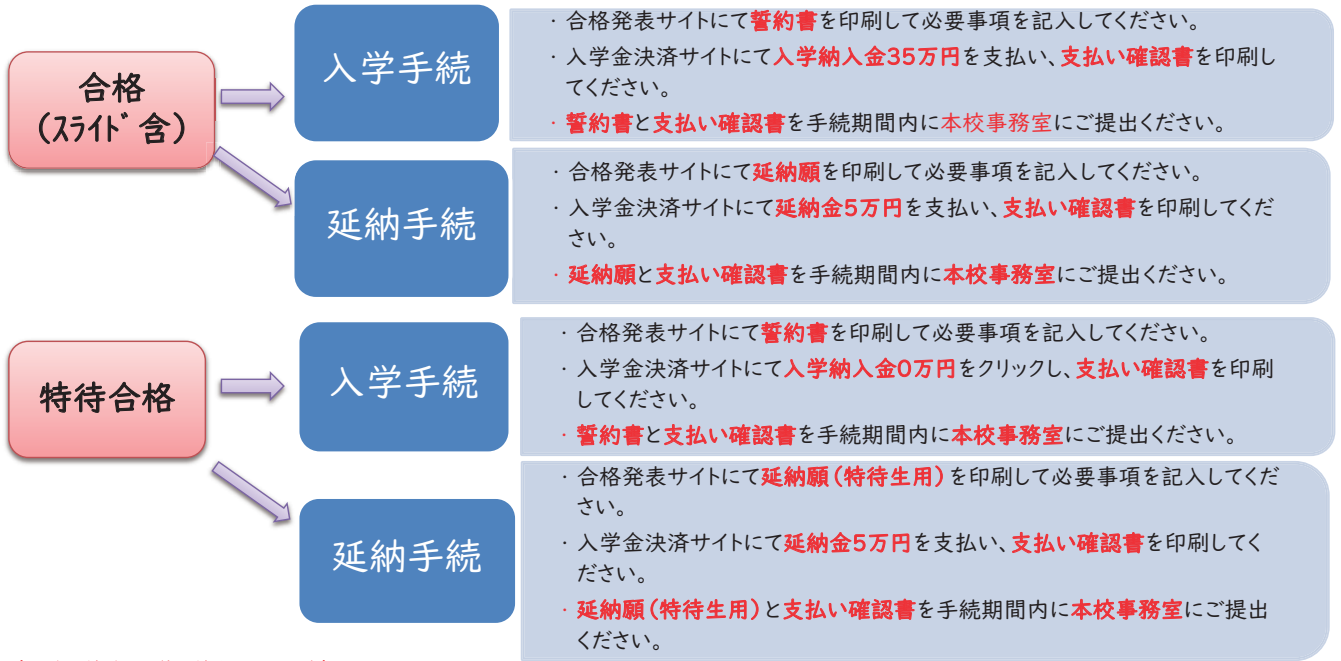 合格
(スライド含)
入学手続
・合格発表サイトにて誓約書を印刷して必要事項を記入してください。
・入学金決済サイトにて入学納入金35万円を支払い、支払い確認書を印刷し
てください。
・誓約書と支払い確認書を手続期間内に本校事務室にご提出ください。
延納手続
・合格発表サイトにて延納願を印刷して必要事項を記入してください。
・入学金決済サイトにて延納金5万円を支払い、支払い確認書を印刷してくだ
さい。
・延納願と支払い確認書を手続期間内に本校事務室にご提出ください。
特待合格
入学手続
・合格発表サイトにて誓約書を印刷して必要事項を記入してください。
・入学金決済サイトにて入学納入金0万円をクリックし、支払い確認書を印刷
してください。
・誓約書と支払い確認書を手続期間内に本校事務室にご提出ください。
延納手続
・合格発表サイトにて延納願(特待生用)を印刷して必要事項を記入してくだ
さい。
・入学金決済サイトにて延納金5万円を支払い、支払い確認書を印刷してく
ださい。
・延納願(特待生用)と支払い確認書を手続期間内に本校事務室にご提出
ください。